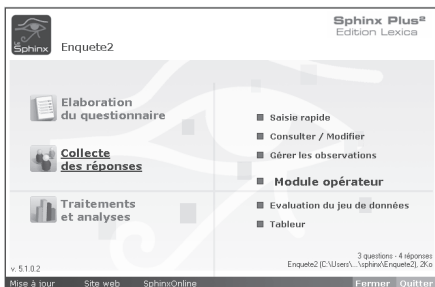 Sphinx Plus²
Edition Lexica
Sphinx
Enquete2
Elaboration
du questionnaire
Collecte
des réponses
Traitements
et analyses
Saisie rapide
Consulter / Modifier
Gérer les observations
Module opérateur
Evaluation du jeu de données
Tableur
3 questions - 4 réponses
Enquete2 (C:\Users\...\sphinx\Enquete2), 2Ko
v. 5.1.0.2
Mise à jour Site web SphinxOnline Fermer Quitter